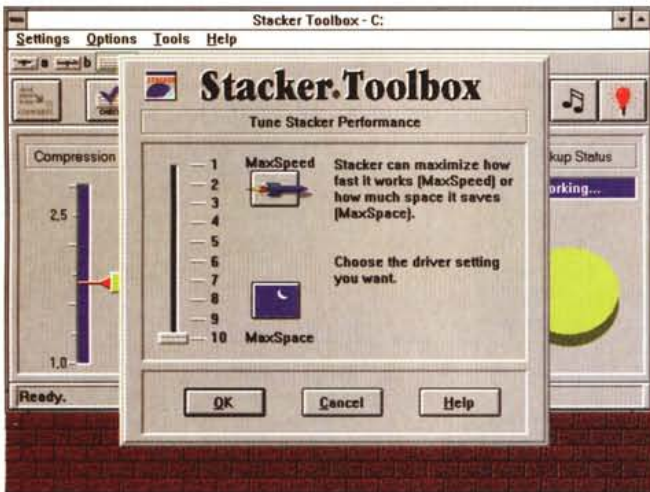 Stacker Toolbox - C:
Settings Options Tools Help
a b
Stacker Toolbox
Tune Stacker Performance
Compression
kup Status
orking...
2,5
1,0
1
2
3
4
5
6
7
8
9
10
MaxSpeed
MaxSpace
Stacker can maximize how
fast it works (MaxSpeed) or
how much space it saves
(MaxSpace).
Choose the driver setting
you want.
Ready.
OK Cancel Help